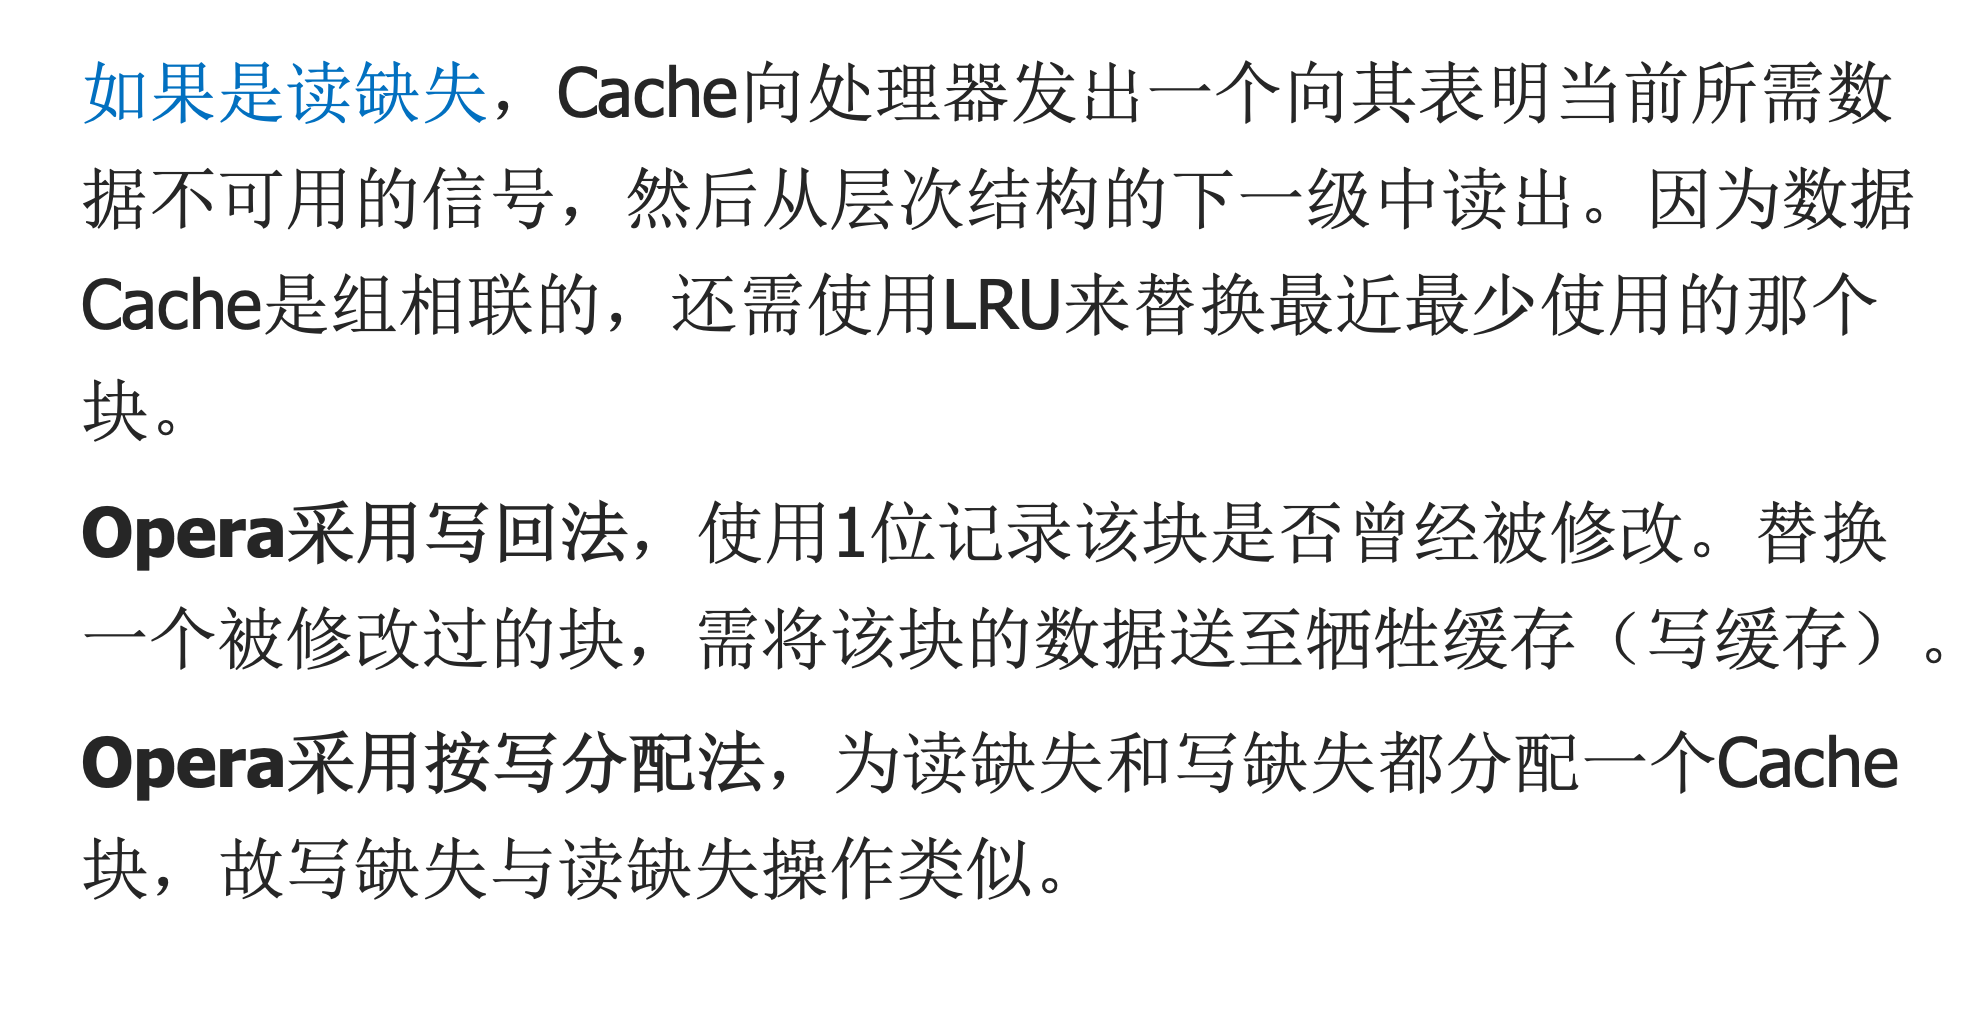 如果是读缺失，Cache向处理器发出一个向其表明当前所需数
据不可用的信号，然后从层次结构的下一级中读出。因为数据
Cache是组相联的，还需使用LRU来替换最近最少使用的那个
块。
Opera采用写回法，使用1位记录该块是否曾经被修改。替换
一个被修改过的块，需将该块的数据送至牺牲缓存（写缓存）。
Opera采用按写分配法，为读缺失和写缺失都分配一个Cache
块，故写缺失与读缺失操作类似。